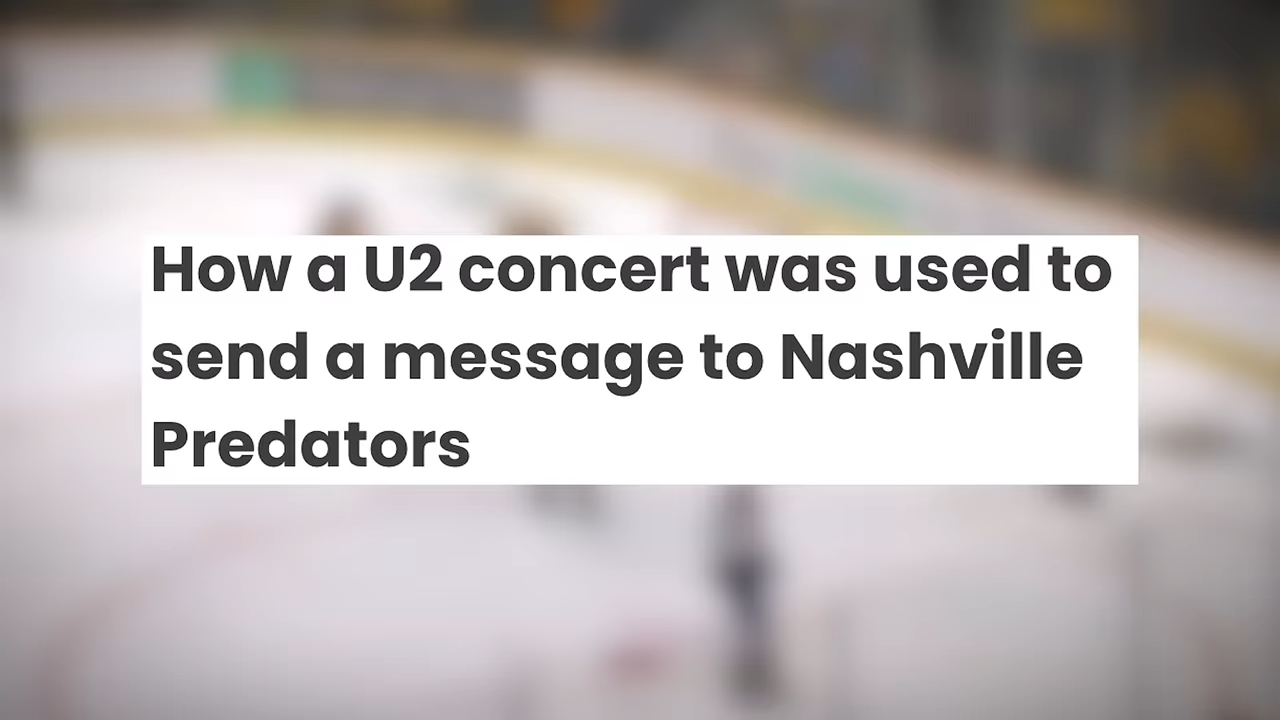 How a U2 concert was used to
send a message to Nashville
Predators